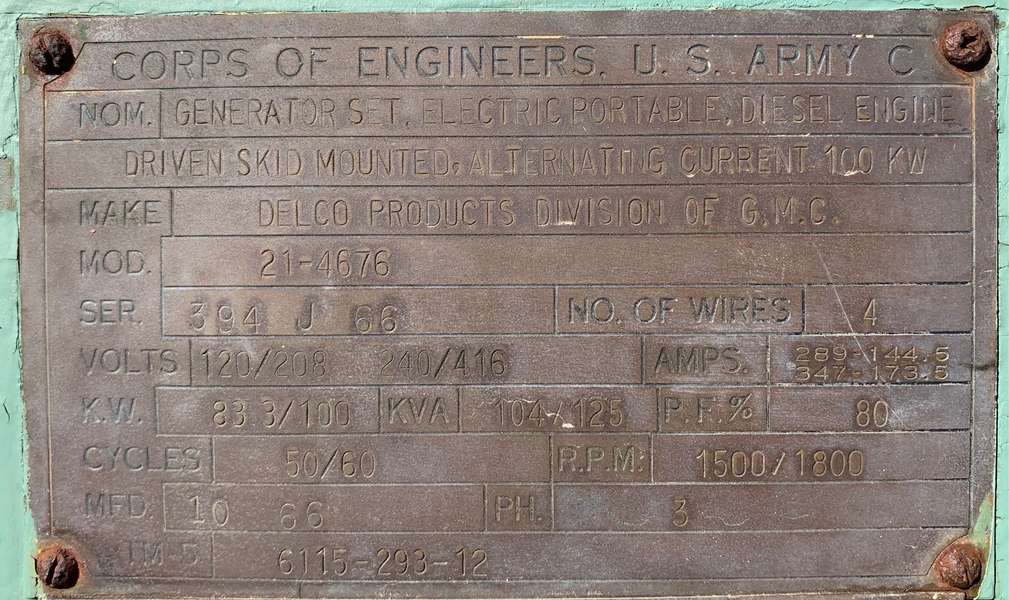 CORPS OF ENGINEERS, U. S. ARMY C
NOM. GENERATOR SET, ELECTRIC PORTABLE, DIESEL ENGINE
DRIVEN SKID MOUNTED, ALTERNATING CURRENT 100 KW
MAKE DELCO PRODUCTS DIVISION OF G.M.C.
MOD. 21-4676
SER. 394 J 66 NO. OF WIRES 4
VOLTS 120/208 240/416 AMPS. 289-144.5
347-173.5
K.W. 83.3/100 KVA 104/125 P.F.% 80
CYCLES 50/60 R.P.M: 1500/1800
MFD. 10 66 PH. 3
TM-5 6115-293-12